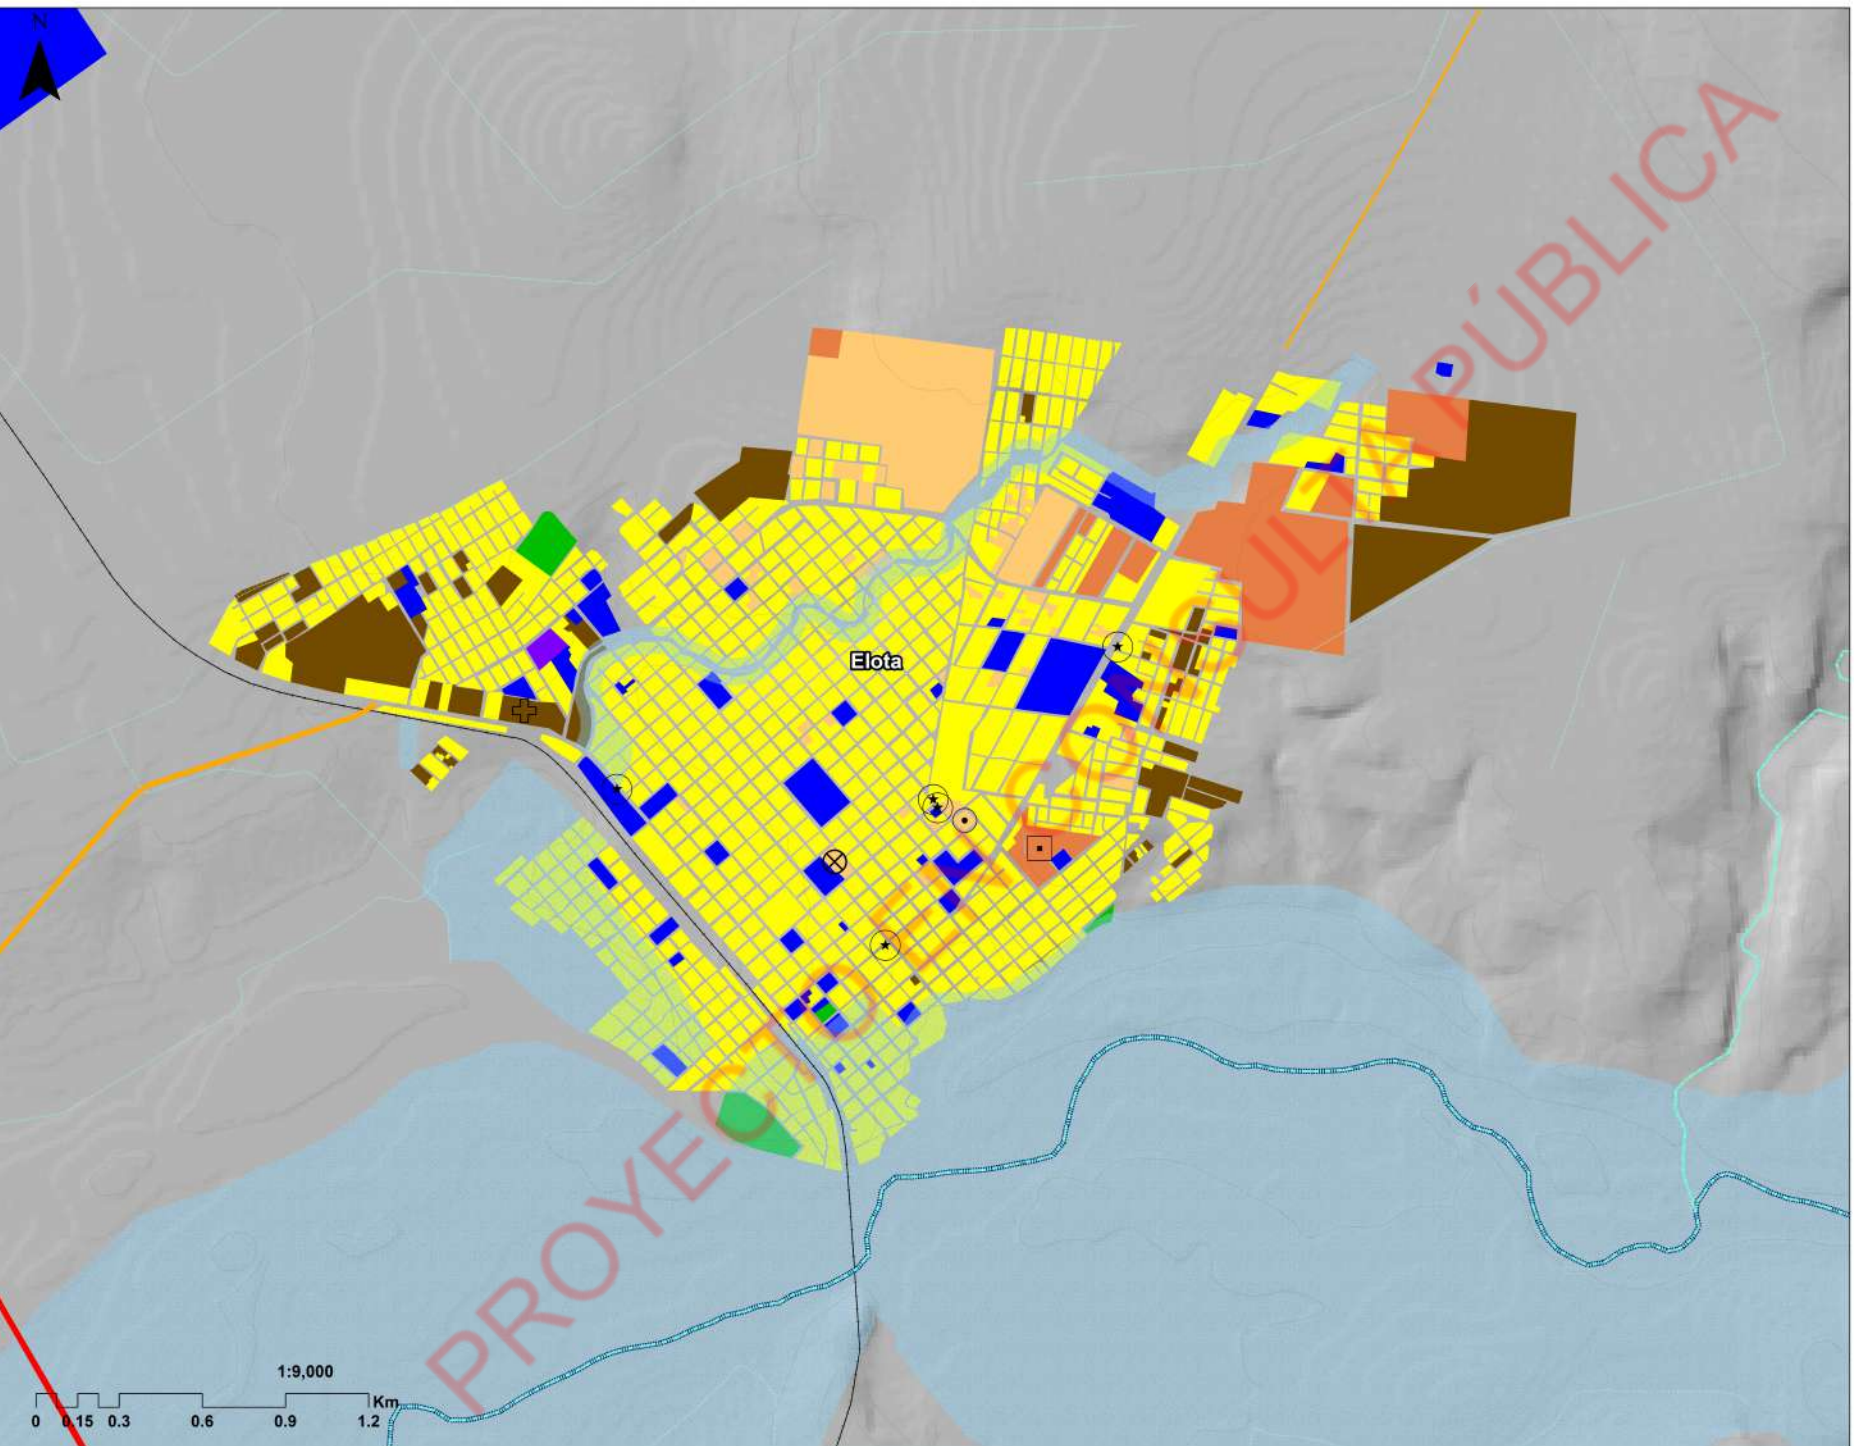 N
Elota
PROYECTO EN CONSULTA PÚBLICA
1:9,000
Km
0 0.15 0.3 0.6 0.9 1.2